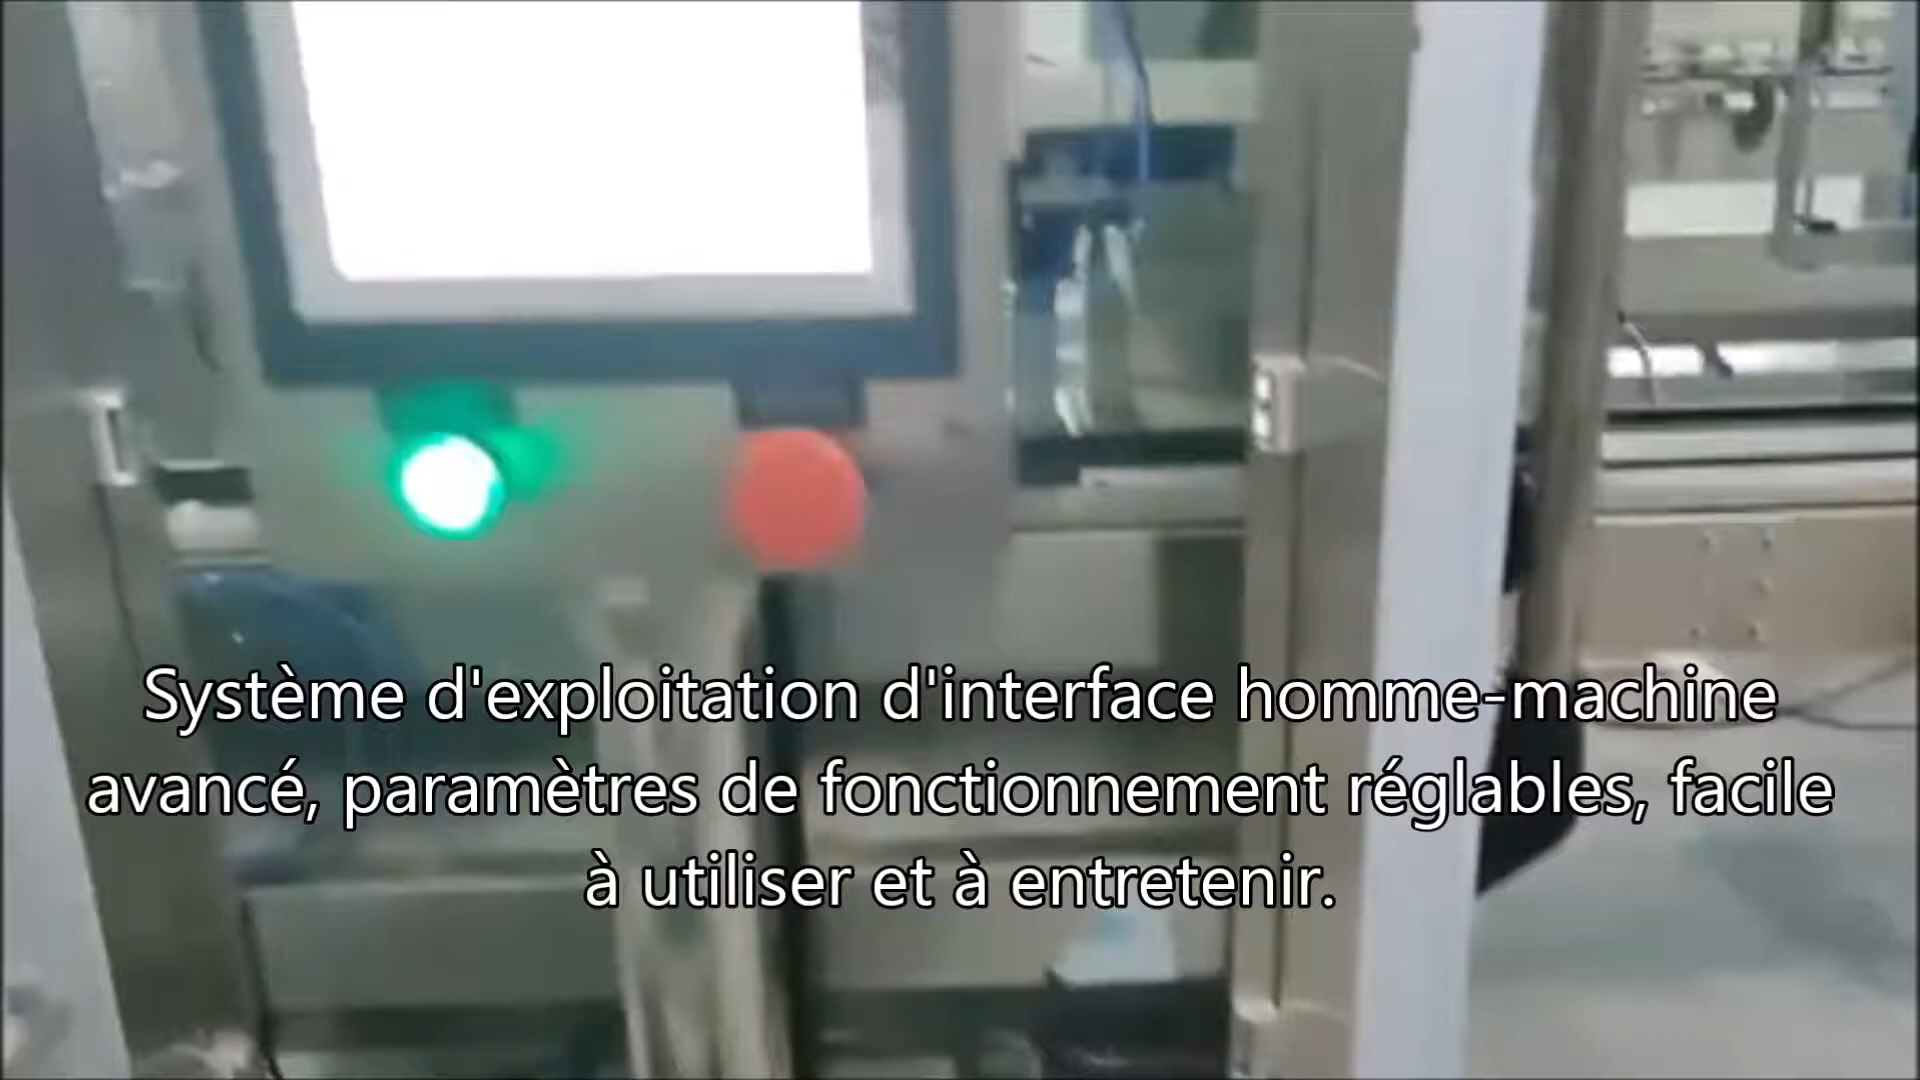 Système d'exploitation d'interface homme-machine
avancé, paramètres de fonctionnement réglables, facile
à utiliser et à entretenir.